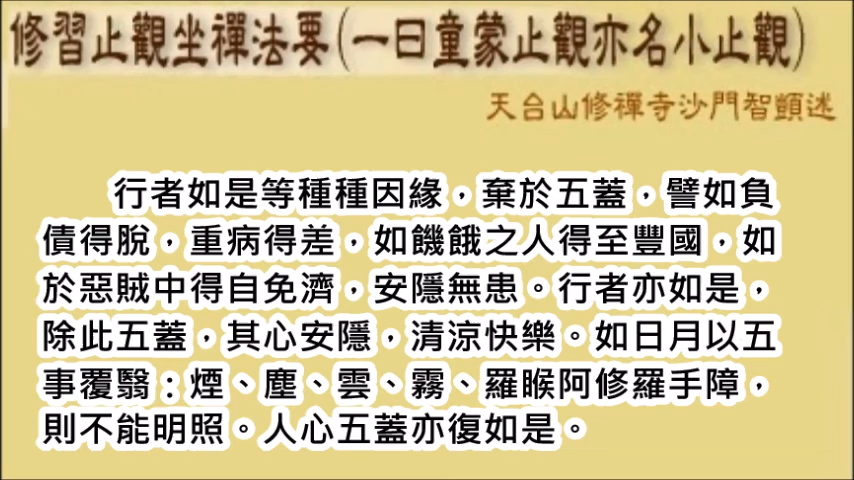 修習止觀坐禪法要(一曰童蒙止觀亦名小止觀)
天台山修禪寺沙門智顗述
行者如是等種種因緣，棄於五蓋，譬如負
債得脫，重病得差，如饑餓之人得至豐國，如
於惡賊中得自免濟，安隱無患。行者亦如是，
除此五蓋，其心安隱，清涼快樂。如日月以五
事覆翳：煙、塵、雲、霧、羅睺阿修羅手障，
則不能明照。人心五蓋亦復如是。